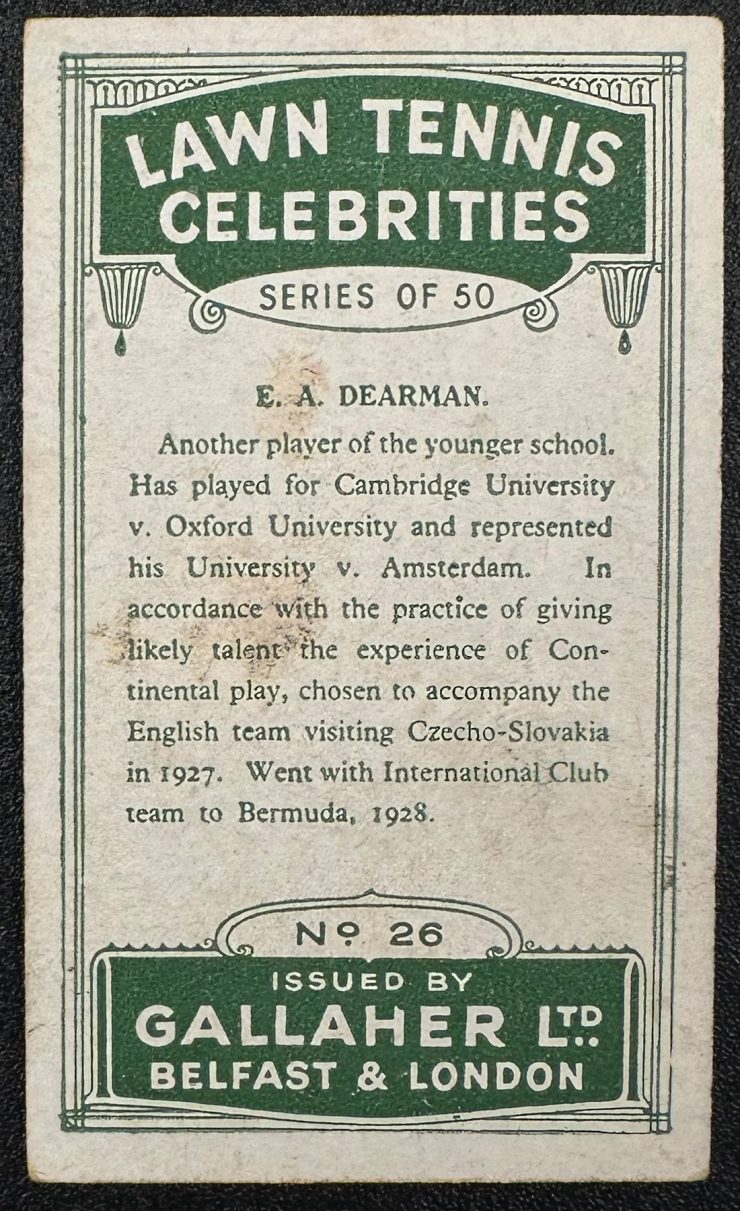 LAWN TENNIS
CELEBRITIES
SERIES OF 50
E. A. DEARMAN.
Another player of the younger school.
Has played for Cambridge University
v. Oxford University and represented
his University v. Amsterdam. In
accordance with the practice of giving
likely talent the experience of Con-
tinental play, chosen to accompany the
English team visiting Czecho-Slovakia
in 1927. Went with International Club
team to Bermuda, 1928.
Nº 26
ISSUED BY
GALLAHER LTD.
BELFAST & LONDON